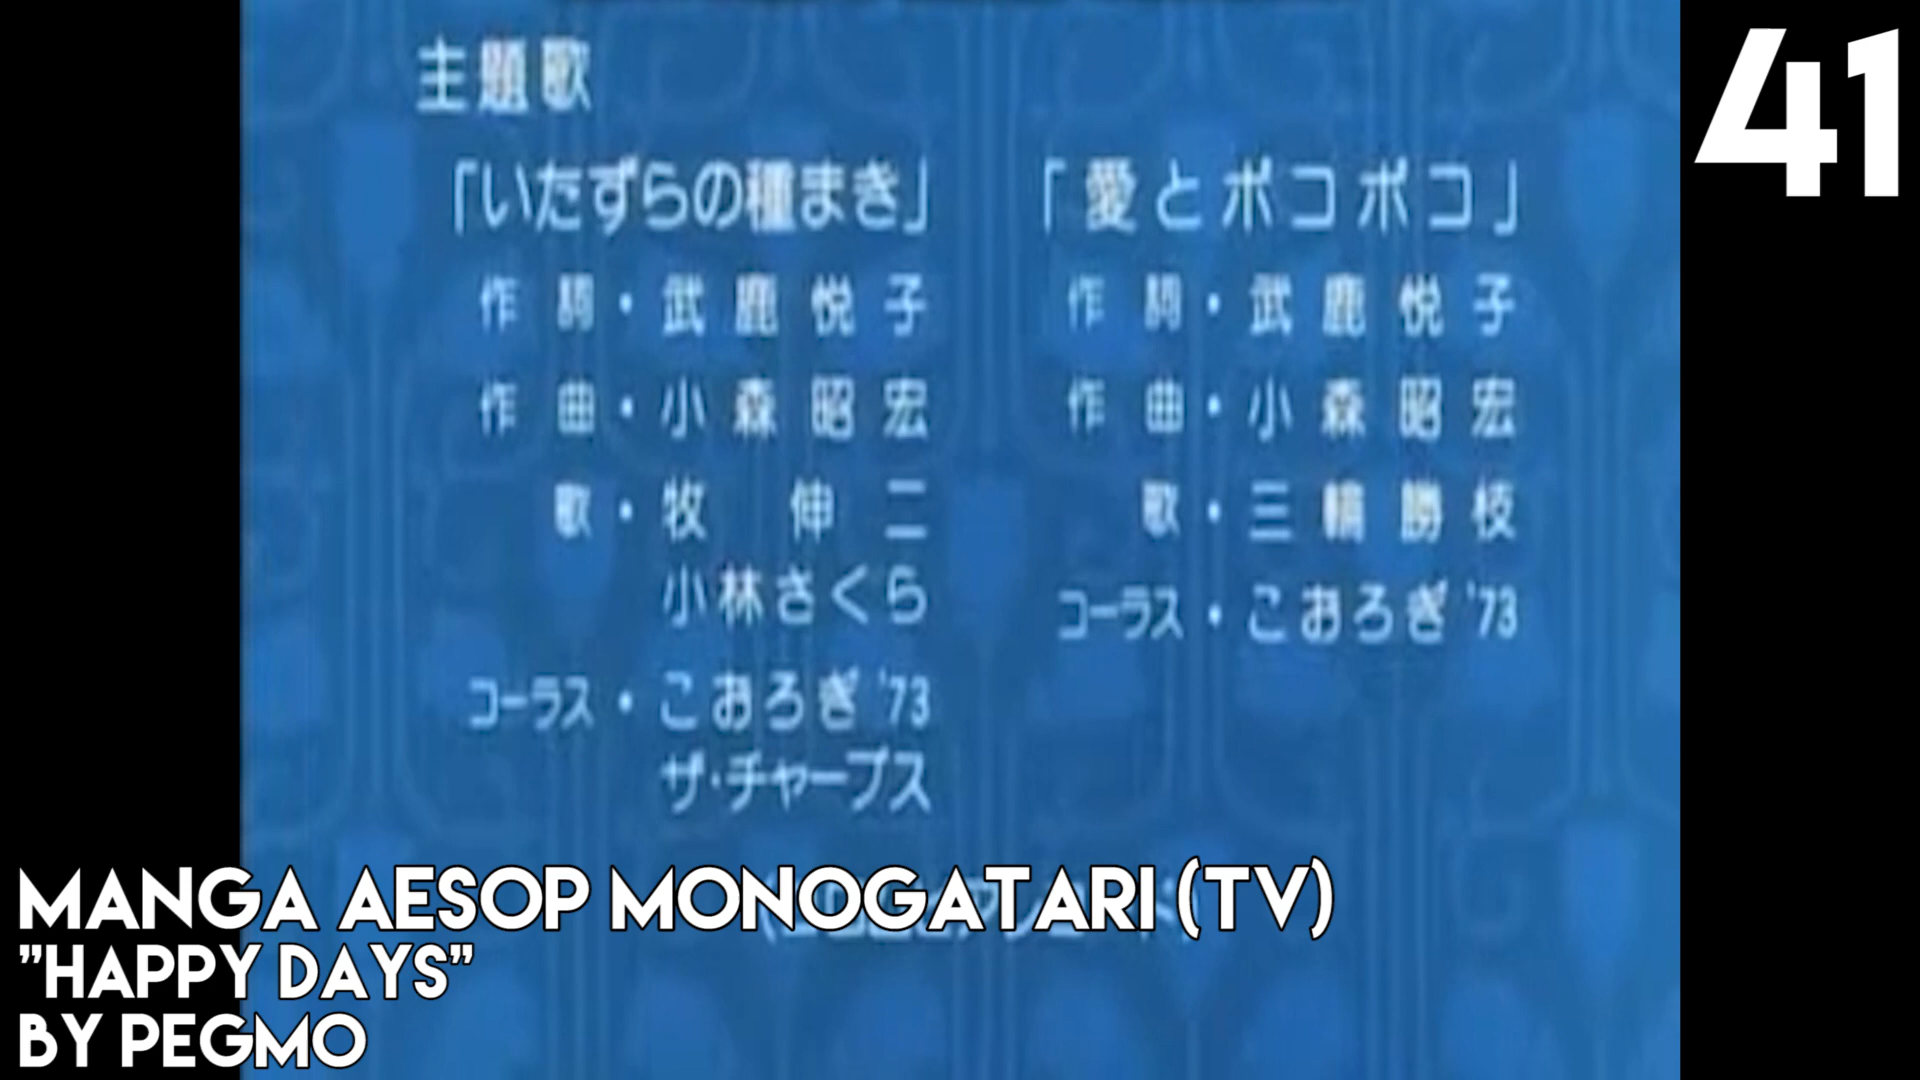 41
主題歌
「いたずらの種まき」
作詞・武鹿悦子
作曲・小森昭宏
歌・牧伸二
小林さくら
コーラス・こおろぎ'73
ザ・チャープス
「愛とポコポコ」
作詞・武鹿悦子
作曲・小森昭宏
歌・三輪勝枝
コーラス・こおろぎ'73
MANGA AESOP MONOGATARI (TV)
"HAPPY DAYS"
BY PEGMO